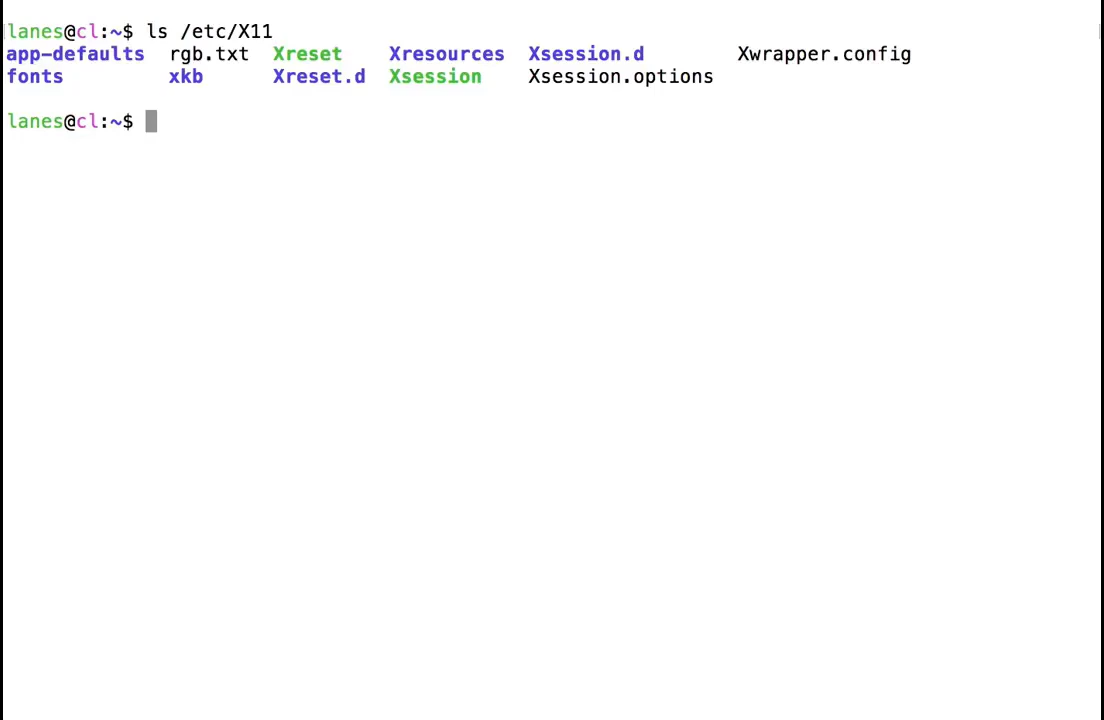 lanes@cl:~$ ls /etc/X11
app-defaults  rgb.txt  Xreset    Xresources  Xsession.d        Xwrapper.config
fonts         xkb      Xreset.d  Xsession    Xsession.options
lanes@cl:~$